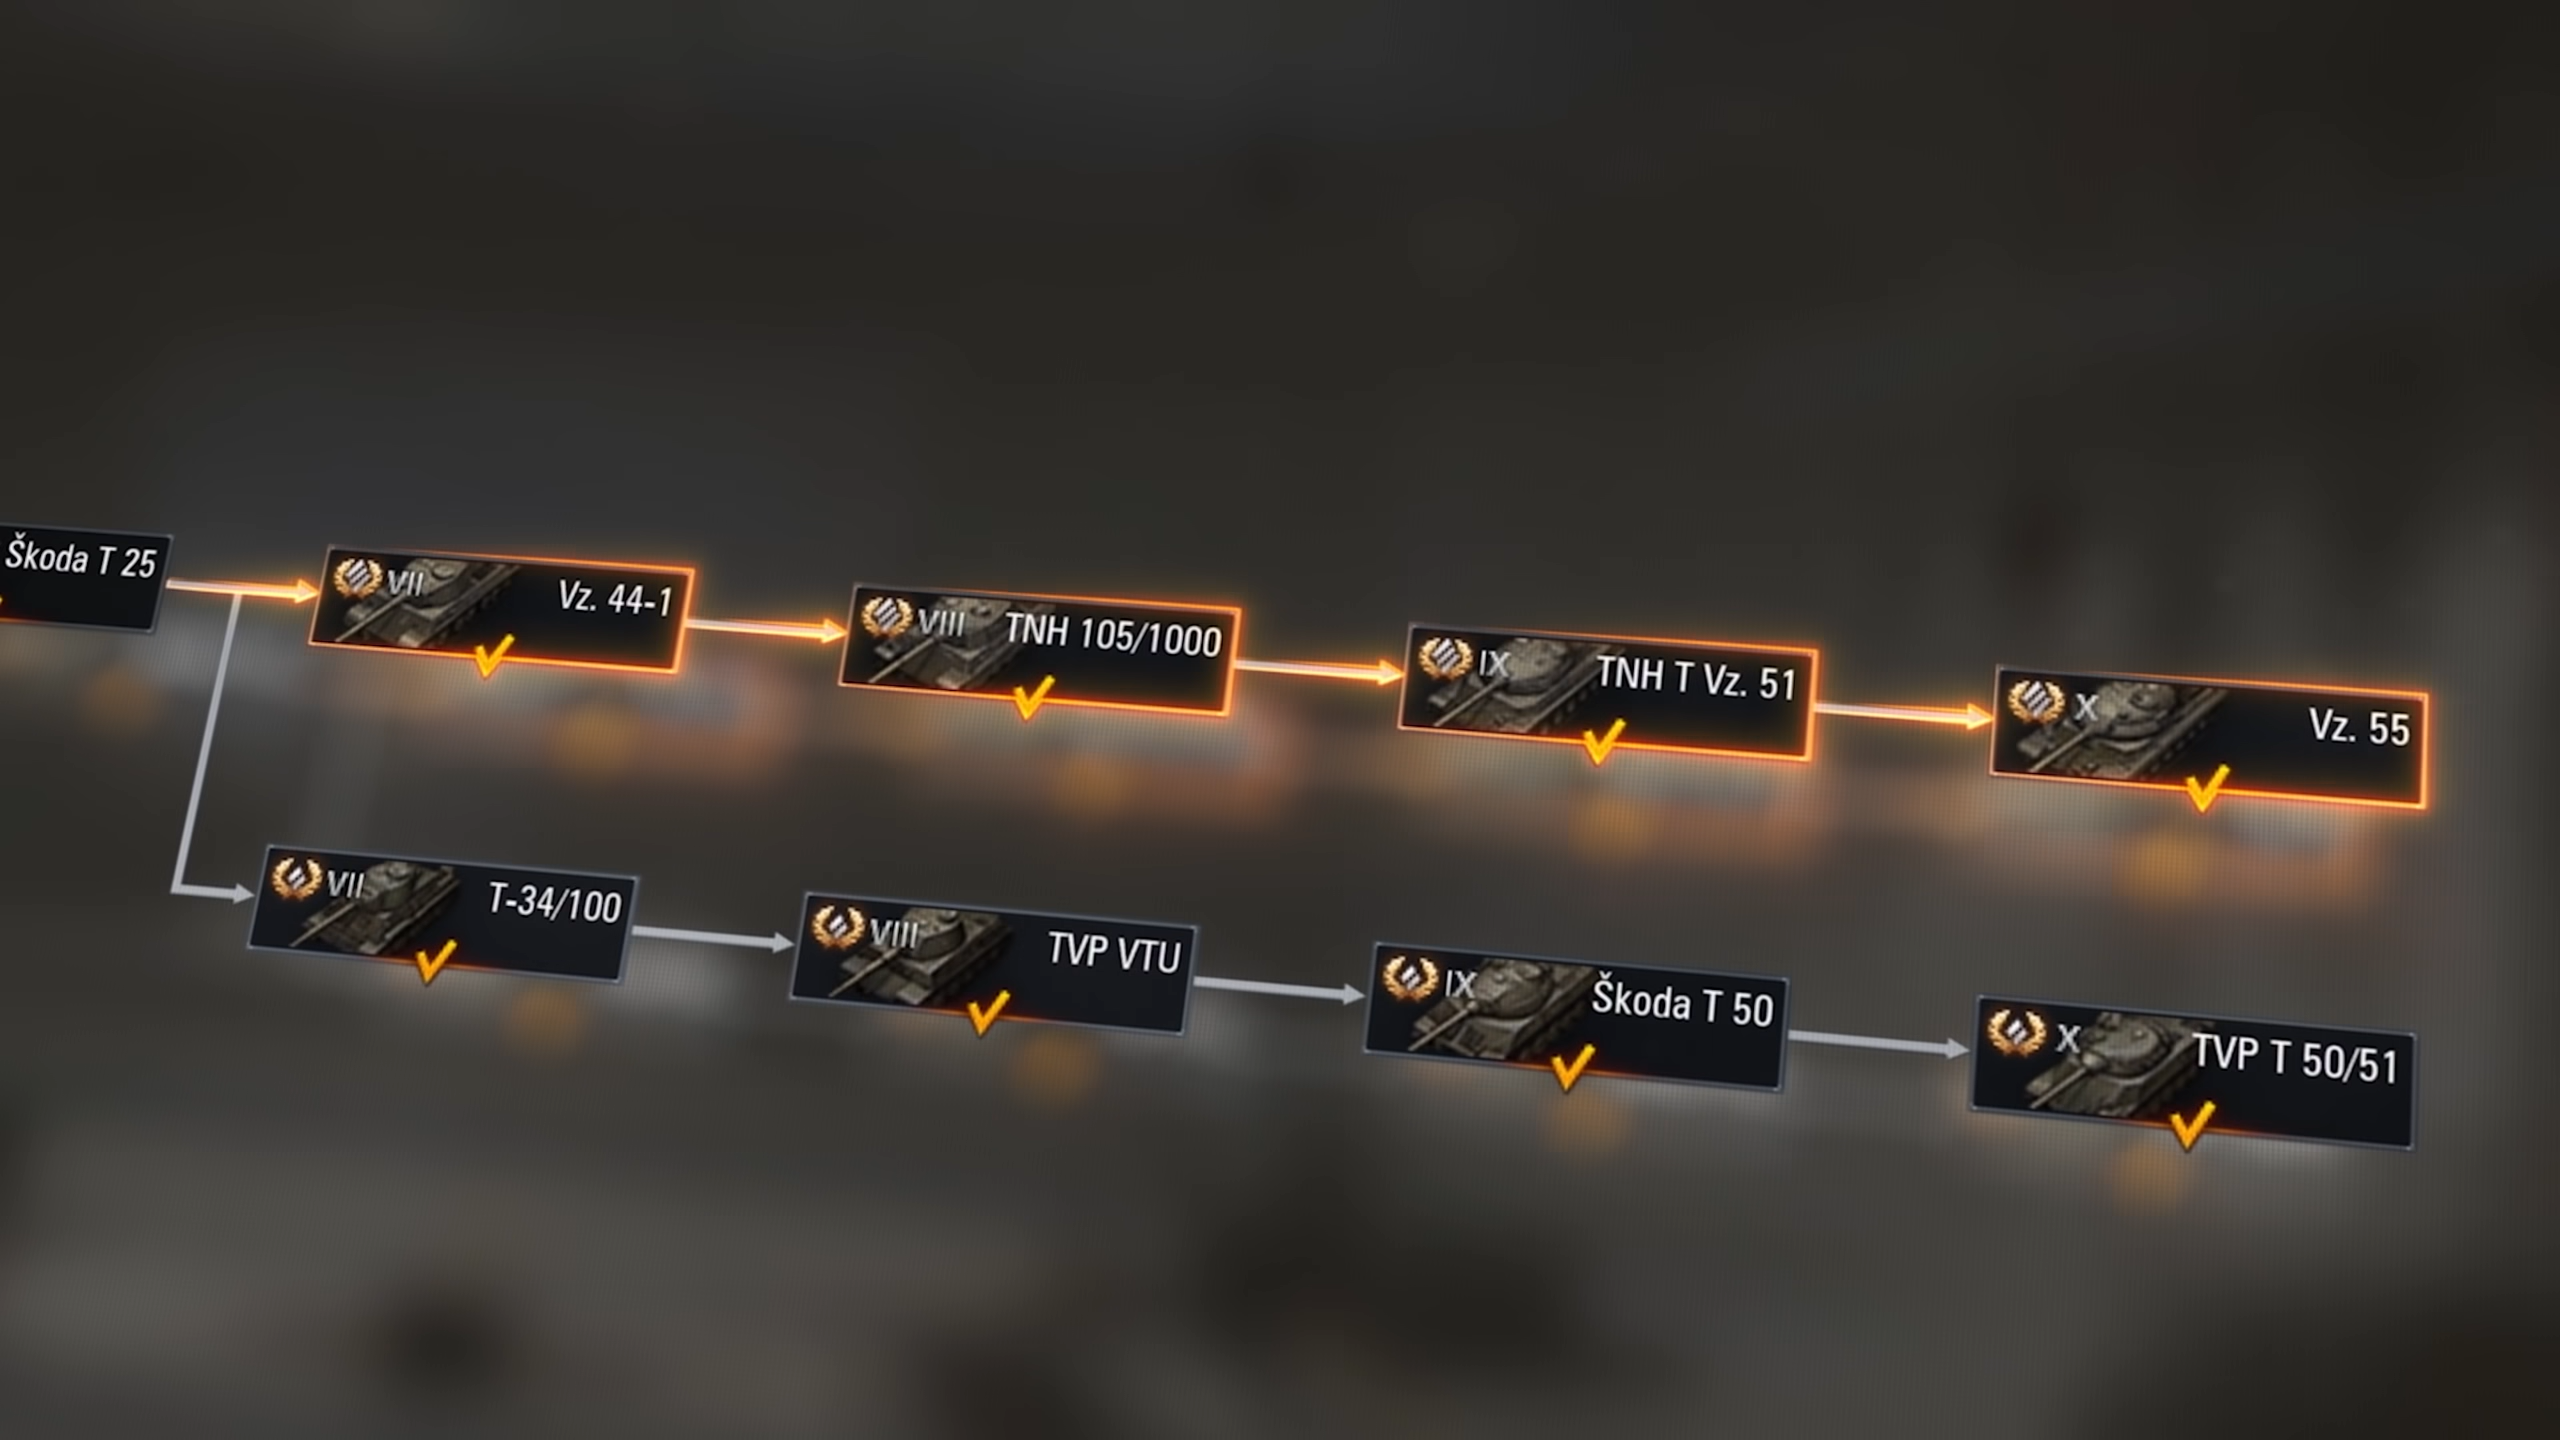 Škoda T 25
VII Vz. 44-1
VIII TNH 105/1000
IX TNH T Vz. 51
X Vz. 55
VII T-34/100
VIII TVP VTU
IX Škoda T 50
X TVP T 50/51